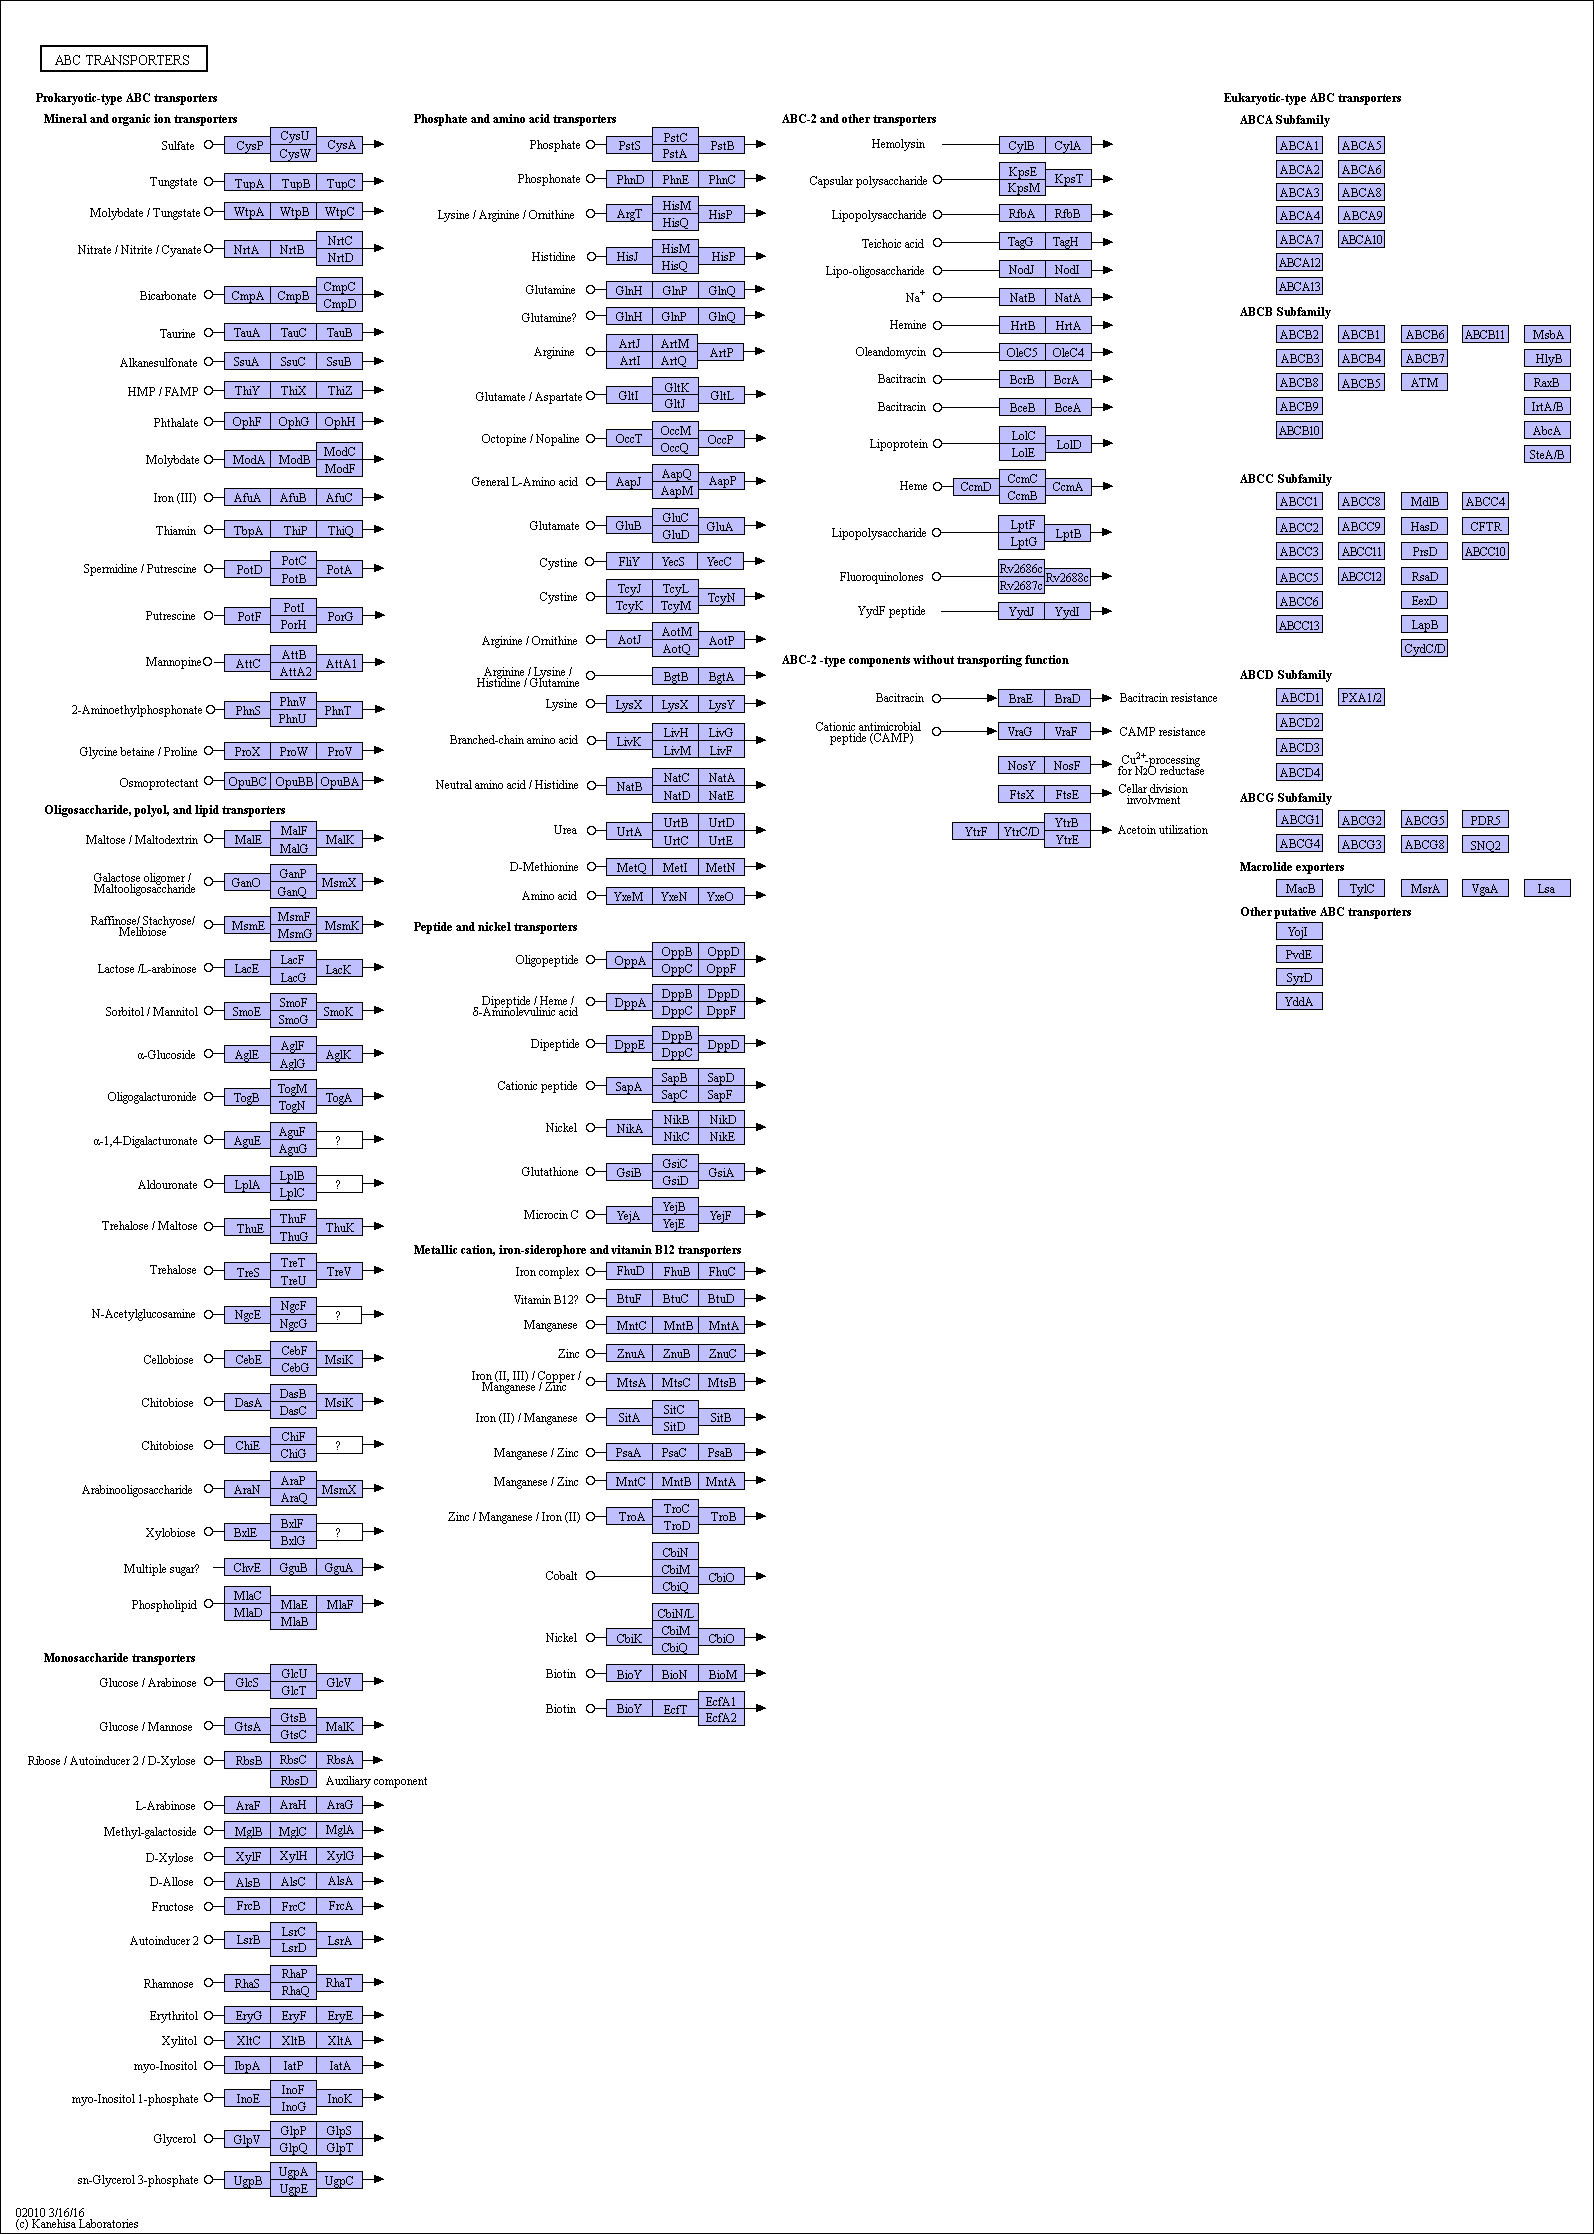 ABC TRANSPORTERS
Prokaryotic-type ABC transporters
Mineral and organic ion transporters
Sulfate CysP CysU CysW CysA
Tungstate TupA TupB TupC
Molybdate / Tungstate WtpA WtpB WtpC
Nitrate / Nitrite / Cyanate NrtA NrtB NrtC NrtD
Bicarbonate CmpA CmpB CmpC CmpD
Taurine TauA TauC TauB
Alkanesulfonate SsuA SsuC SsuB
HMP / FAMP ThiY ThiX ThiZ
Phthalate OphF OphG OphH
Molybdate ModA ModB ModC ModF
Iron (III) AfuA AfuB AfuC
Thiamin TbpA ThiP ThiQ
Spermidine / Putrescine PotD PotC PotB PotA
Putrescine PotF PotI PorH PorG
Mannopine AttC AttB AttA2 AttA1
2-Aminoethylphosphonate PhnS PhnV PhnU PhnT
Glycine betaine / Proline ProX ProW ProV
Osmoprotectant OpuBC OpuBB OpuBA
Oligosaccharide, polyol, and lipid transporters
Maltose / Maltodextrin MalE MalF MalG MalK
Galactose oligomer /
Maltooligosaccharide GanO GanP GanQ MsmX
Raffinose/ Stachyose/
Melibiose MsmE MsmF MsmG MsmK
Lactose /L-arabinose LacE LacF LacG LacK
Sorbitol / Mannitol SmoE SmoF SmoG SmoK
α-Glucoside AglE AglF AglG AglK
Oligogalacturonide TogB TogM TogN TogA
α-1,4-Digalacturonate AguE AguF AguG ?
Aldouronate LplA LplB LplC ?
Trehalose / Maltose ThuE ThuF ThuG ThuK
Trehalose TreS TreT TreU TreV
N-Acetylglucosamine NgcE NgcF NgcG ?
Cellobiose CebE CebF CebG MsiK
Chitobiose DasA DasB DasC MsiK
Chitobiose ChiE ChiF ChiG ?
Arabinooligosaccharide AraN AraP AraQ MsmX
Xylobiose BxlE BxlF BxlG ?
Multiple sugar? ChvE GguB GguA
Phospholipid MlaC MlaD MlaE MlaB MlaF
Monosaccharide transporters
Glucose / Arabinose GlcS GlcU GlcT GlcV
Glucose / Mannose GtsA GtsB GtsC MalK
Ribose / Autoinducer 2 / D-Xylose RbsB RbsC RbsA
RbsD Auxiliary component
L-Arabinose AraF AraH AraG
Methyl-galactoside MglB MglC MglA
D-Xylose XylF XylH XylG
D-Allose AlsB AlsC AlsA
Fructose FrcB FrcC FrcA
Autoinducer 2 LsrB LsrC LsrD LsrA
Rhamnose RhaS RhaP RhaQ RhaT
Erythritol EryG EryF EryE
Xylitol XltC XltB XltA
myo-Inositol IbpA IatP IatA
myo-Inositol 1-phosphate InoE InoF InoG InoK
Glycerol GlpV GlpP GlpQ GlpS GlpT
sn-Glycerol 3-phosphate UgpB UgpA UgpE UgpC
02010 3/16/16
(c) Kanehisa Laboratories
Phosphate and amino acid transporters
Phosphate PstS PstC PstA PstB
Phosphonate PhnD PhnE PhnC
Lysine / Arginine / Ornithine ArgT HisM HisQ HisP
Histidine HisJ HisM HisQ HisP
Glutamine GlnH GlnP GlnQ
Glutamine? GlnH GlnP GlnQ
Arginine ArtJ ArtI ArtM ArtQ ArtP
Glutamate / Aspartate GltI GltK GltJ GltL
Octopine / Nopaline OccT OccM OccQ OccP
General L-Amino acid AapJ AapQ AapM AapP
Glutamate GluB GluC GluD GluA
Cystine FliY YecS YecC
Cystine TcyJ TcyK TcyL TcyM TcyN
Arginine / Ornithine AotJ AotM AotQ AotP
Arginine / Lysine /
Histidine / Glutamine BgtB BgtA
Lysine LysX LysX LysY
Branched-chain amino acid LivK LivH LivM LivG LivF
Neutral amino acid / Histidine NatB NatC NatD NatA NatE
Urea UrtA UrtB UrtC UrtD UrtE
D-Methionine MetQ MetI MetN
Amino acid YxeM YxeN YxeO
Peptide and nickel transporters
Oligopeptide OppA OppB OppC OppD OppF
Dipeptide / Heme /
δ-Aminolevulinic acid DppA DppB DppC DppD DppF
Dipeptide DppE DppB DppC DppD
Cationic peptide SapA SapB SapC SapD SapF
Nickel NikA NikB NikC NikD NikE
Glutathione GsiB GsiC GsiD GsiA
Microcin C YejA YejB YejE YejF
Metallic cation, iron-siderophore and vitamin B12 transporters
Iron complex FhuD FhuB FhuC
Vitamin B12? BtuF BtuC BtuD
Manganese MntC MntB MntA
Zinc ZnuA ZnuB ZnuC
Iron (II, III) / Copper /
Manganese / Zinc MtsA MtsC MtsB
Iron (II) / Manganese SitA SitC SitD SitB
Manganese / Zinc PsaA PsaC PsaB
Manganese / Zinc MntC MntB MntA
Zinc / Manganese / Iron (II) TroA TroC TroD TroB
Cobalt CbiN CbiM CbiQ CbiO
Nickel CbiK CbiN/L CbiM CbiQ CbiO
Biotin BioY BioN BioM
Biotin BioY EcfT EcfA1 EcfA2
ABC-2 and other transporters
Hemolysin CylB CylA
Capsular polysaccharide KpsE KpsM KpsT
Lipopolysaccharide RfbA RfbB
Teichoic acid TagG TagH
Lipo-oligosaccharide NodJ NodI
Na+ NatB NatA
Hemine HrtB HrtA
Oleandomycin OleC5 OleC4
Bacitracin BcrB BcrA
Bacitracin BceB BceA
Lipoprotein LolC LolE LolD
Heme CcmD CcmC CcmB CcmA
Lipopolysaccharide LptF LptG LptB
Fluoroquinolones Rv2686c Rv2687c Rv2688c
YydF peptide YydJ YydI
ABC-2 -type components without transporting function
Bacitracin BraE BraD Bacitracin resistance
Cationic antimicrobial
peptide (CAMP) VraG VraF CAMP resistance
NosY NosF Cu2+-processing
for N2O reductase
FtsX FtsE Cellar division
involvment
YtrF YtrC/D YtrB YtrE Acetoin utilization
Eukaryotic-type ABC transporters
ABCA Subfamily
ABCA1 ABCA5
ABCA2 ABCA6
ABCA3 ABCA8
ABCA4 ABCA9
ABCA7 ABCA10
ABCA12
ABCA13
ABCB Subfamily
ABCB2 ABCB1 ABCB6 ABCB11 MsbA
ABCB3 ABCB4 ABCB7 HlyB
ABCB8 ABCB5 ATM RaxB
ABCB9 IrtA/B
ABCB10 AbcA
SteA/B
ABCC Subfamily
ABCC1 ABCC8 MdlB ABCC4
ABCC2 ABCC9 HasD CFTR
ABCC3 ABCC11 PrsD ABCC10
ABCC5 ABCC12 RsaD
ABCC6 EexD
ABCC13 LapB
CydC/D
ABCD Subfamily
ABCD1 PXA1/2
ABCD2
ABCD3
ABCD4
ABCG Subfamily
ABCG1 ABCG2 ABCG5 PDR5
ABCG4 ABCG3 ABCG8 SNQ2
Macrolide exporters
MacB TylC MsrA VgaA Lsa
Other putative ABC transporters
YojI
PvdE
SyrD
YddA